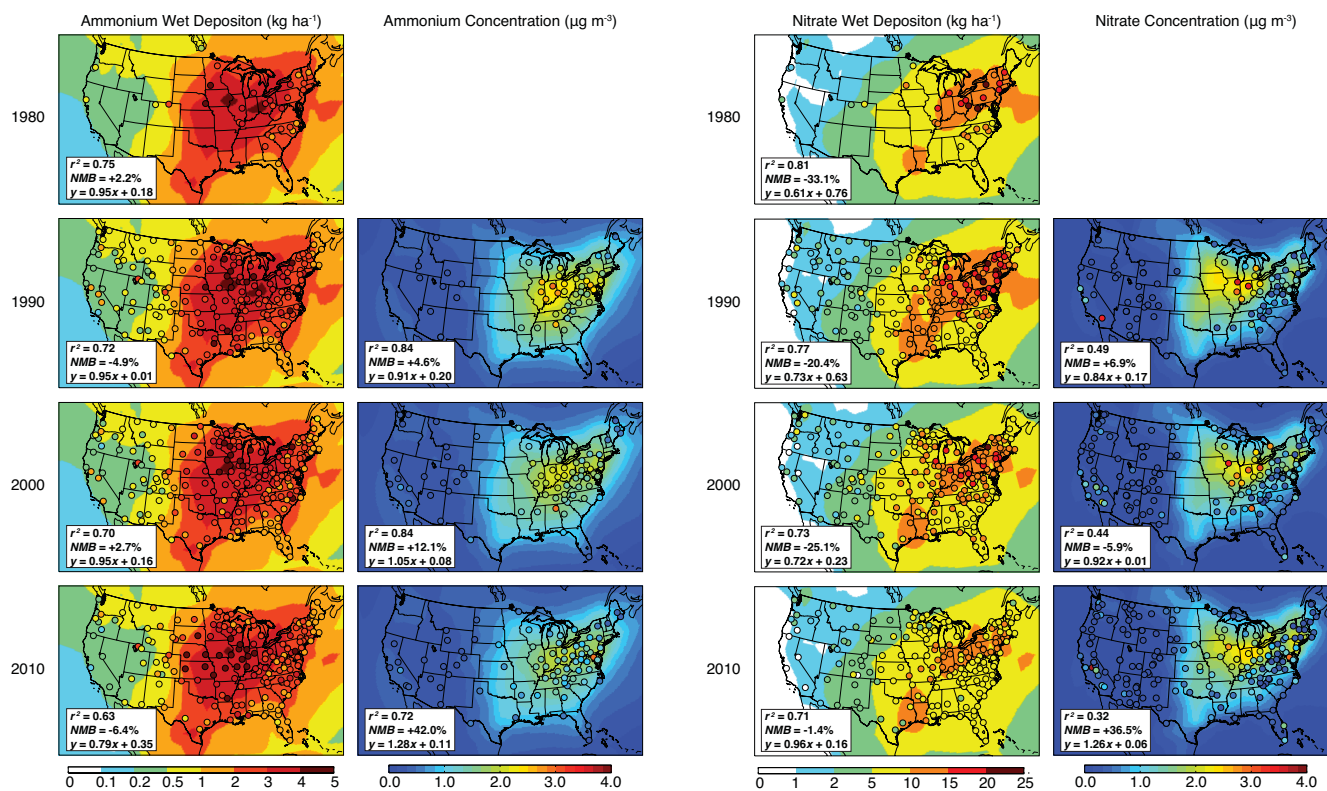 Ammonium Wet Depositon (kg ha⁻¹)
Ammonium Concentration (µg m⁻³)
Nitrate Wet Depositon (kg ha⁻¹)
Nitrate Concentration (µg m⁻³)
1980
r² = 0.75
NMB = +2.2%
y = 0.95x + 0.18
r² = 0.81
NMB = -33.1%
y = 0.61x + 0.76
1990
r² = 0.72
NMB = -4.9%
y = 0.95x + 0.01
r² = 0.84
NMB = +4.6%
y = 0.91x + 0.20
1990
r² = 0.77
NMB = -20.4%
y = 0.73x + 0.63
r² = 0.49
NMB = +6.9%
y = 0.84x + 0.17
2000
r² = 0.70
NMB = +2.7%
y = 0.95x + 0.16
r² = 0.84
NMB = +12.1%
y = 1.05x + 0.08
2000
r² = 0.73
NMB = -25.1%
y = 0.72x + 0.23
r² = 0.44
NMB = -5.9%
y = 0.92x + 0.01
2010
r² = 0.63
NMB = -6.4%
y = 0.79x + 0.35
r² = 0.72
NMB = +42.0%
y = 1.28x + 0.11
2010
r² = 0.71
NMB = -1.4%
y = 0.96x + 0.16
r² = 0.32
NMB = +36.5%
y = 1.26x + 0.06
0 0.1 0.2 0.5 1 2 3 4 5
0.0 1.0 2.0 3.0 4.0
0 1 2 5 10 15 20 25
0.0 1.0 2.0 3.0 4.0
1980